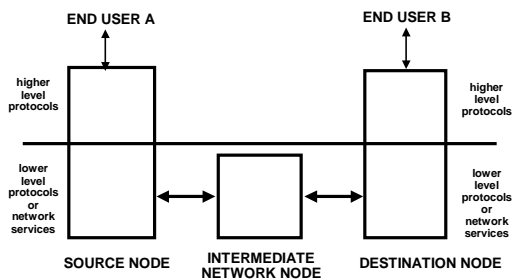 END USER A
END USER B
higher
level
protocols
higher
level
protocols
lower
level
protocols
or
network
services
lower
level
protocols
or
network
services
SOURCE NODE
INTERMEDIATE
NETWORK NODE
DESTINATION NODE